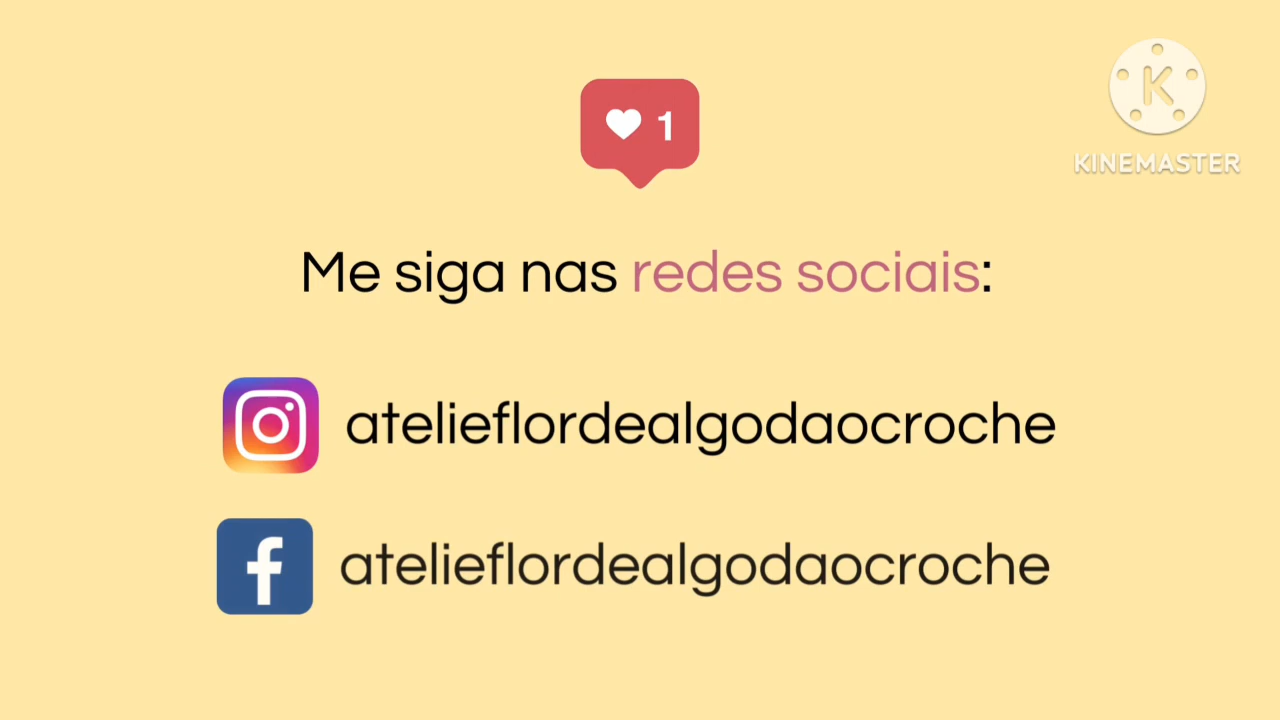 1
KINEMASTER
Me siga nas redes sociais:
atelieflordealgodaocroche
atelieflordealgodaocroche